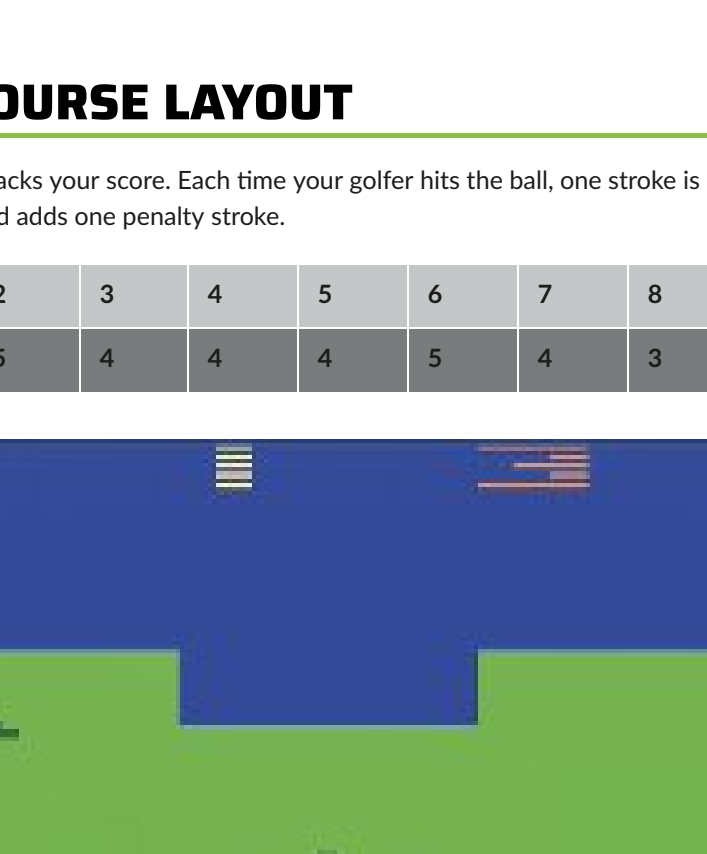 OURSE LAYOUT
acks your score. Each time your golfer hits the ball, one stroke is
d adds one penalty stroke.
2 3 4 5 6 7 8
5 4 4 4 5 4 3